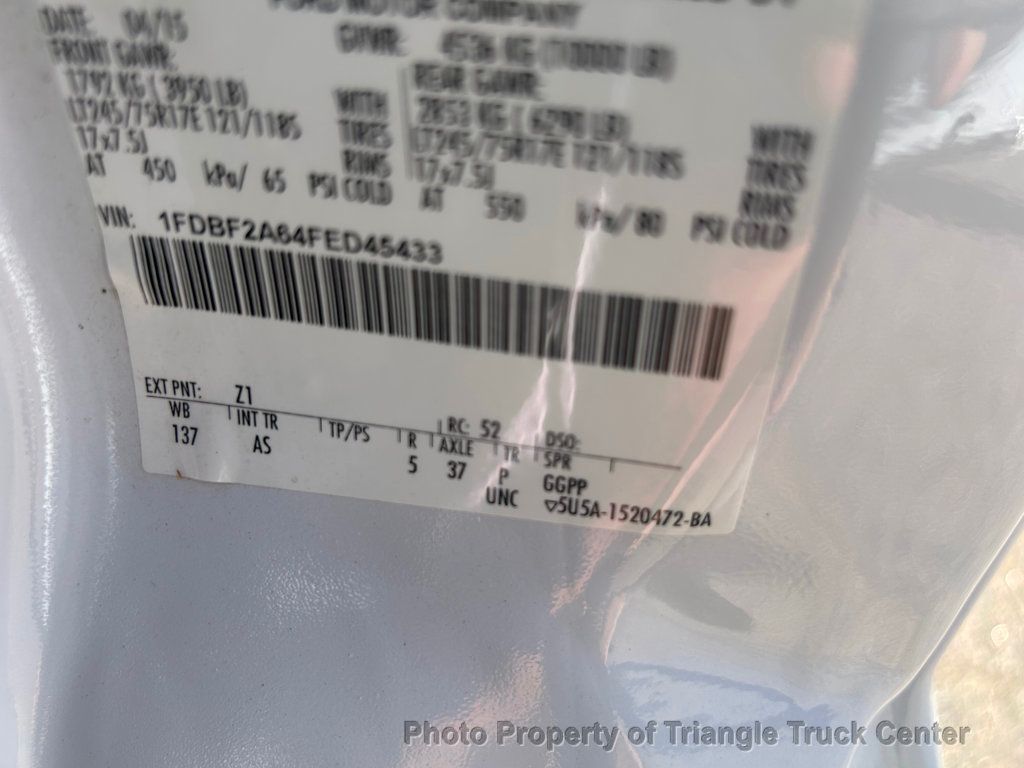 FORD MOTOR COMPANY
DATE: 04/15 GVWR: 4536 KG (10000 LB)
FRONT GAWR: REAR GAWR:
1792 KG ( 3950 LB) WITH 2853 KG ( 6290 LB) WITH
LT245/75R17E 121/118S TIRES LT245/75R17E 121/118S TIRES
17x7.5J RIMS 17x7.5J RIMS
AT 450 kPa/ 65 PSI COLD AT 550 kPa/ 80 PSI COLD
VIN: 1FDBF2A64FED45433
EXT PNT: Z1 RC: 52 DSO:
WB INT TR TP/PS R AXLE TR SPR
137 AS 5 37 P GGPP
UNC ▽5U5A-1520472-BA
Photo Property of Triangle Truck Center